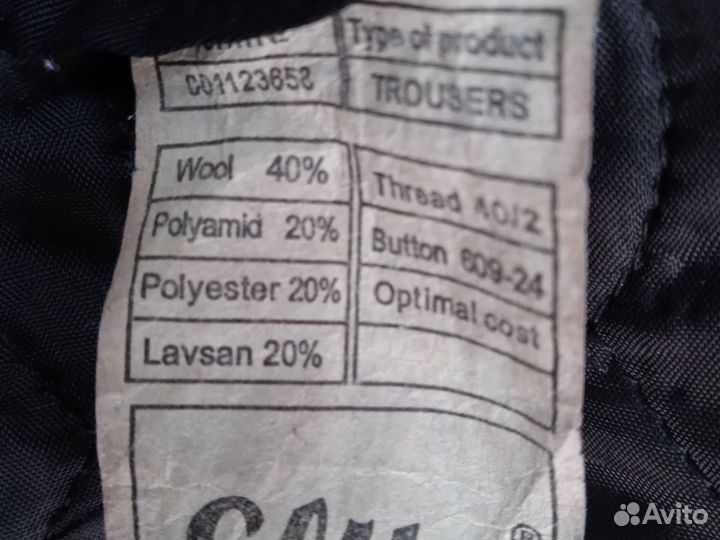 Type of product
C01123658 TROUSERS
Wool 40% Thread 40/2
Polyamid 20% Button 609-24
Polyester 20% Optimal cost
Lavsan 20%
®
Avito